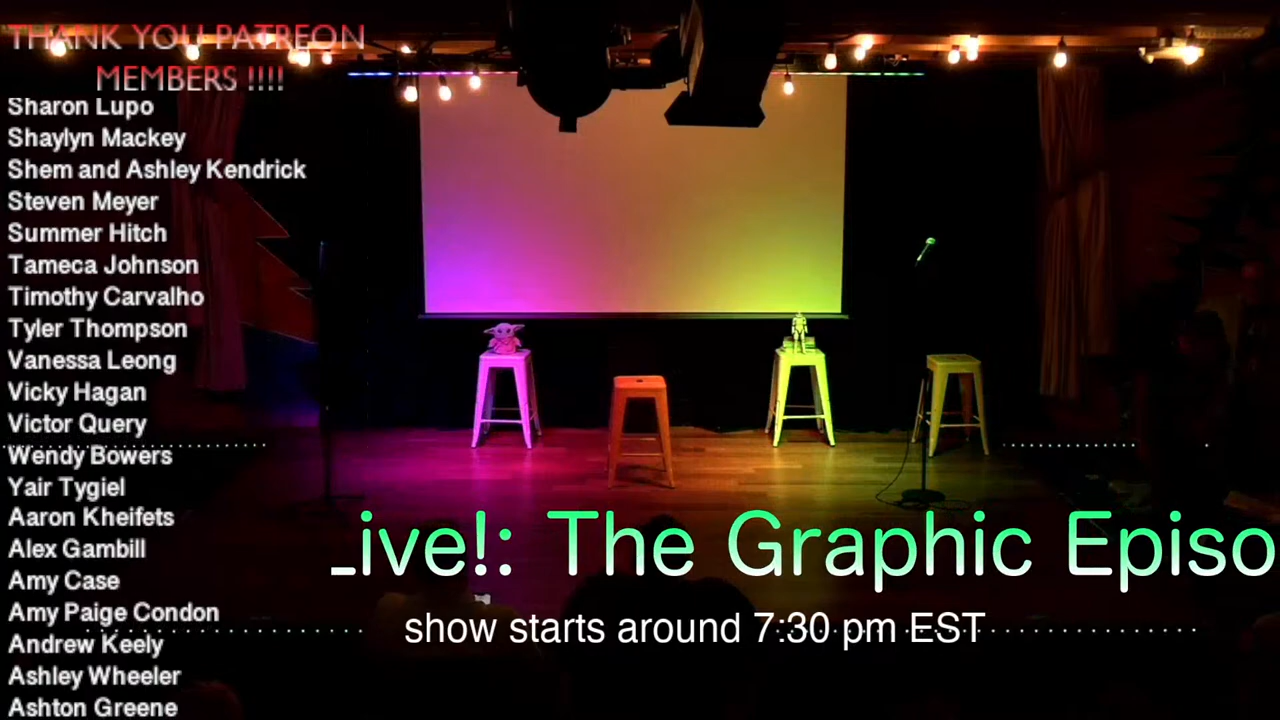 THANK YOU PATREON
MEMBERS !!!!
Sharon Lupo
Shaylyn Mackey
Shem and Ashley Kendrick
Steven Meyer
Summer Hitch
Tameca Johnson
Timothy Carvalho
Tyler Thompson
Vanessa Leong
Vicky Hagan
Victor Query
Wendy Bowers
Yair Tygiel
Aaron Kheifets
Alex Gambill
Amy Case
Amy Paige Condon
Andrew Keely
Ashley Wheeler
Ashton Greene
Live!: The Graphic Episo
show starts around 7:30 pm EST